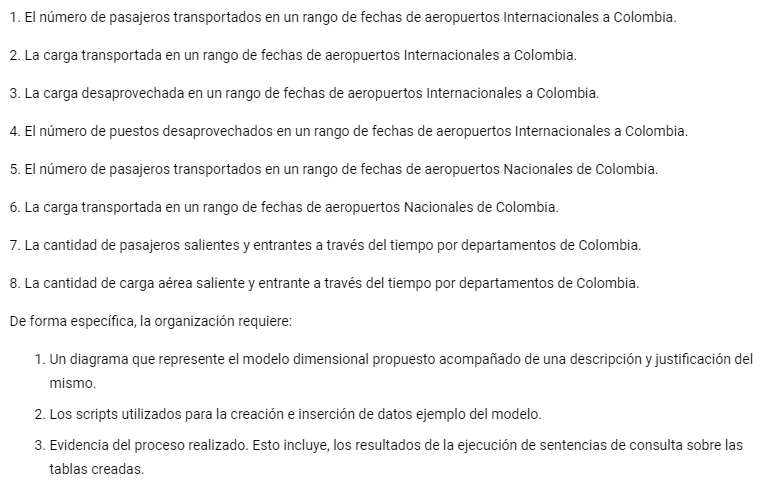 1. El número de pasajeros transportados en un rango de fechas de aeropuertos Internacionales a Colombia.
2. La carga transportada en un rango de fechas de aeropuertos Internacionales a Colombia.
3. La carga desaprovechada en un rango de fechas de aeropuertos Internacionales a Colombia.
4. El número de puestos desaprovechados en un rango de fechas de aeropuertos Internacionales a Colombia.
5. El número de pasajeros transportados en un rango de fechas de aeropuertos Nacionales de Colombia.
6. La carga transportada en un rango de fechas de aeropuertos Nacionales de Colombia.
7. La cantidad de pasajeros salientes y entrantes a través del tiempo por departamentos de Colombia.
8. La cantidad de carga aérea saliente y entrante a través del tiempo por departamentos de Colombia.
De forma específica, la organización requiere:
1. Un diagrama que represente el modelo dimensional propuesto acompañado de una descripción y justificación del
mismo.
2. Los scripts utilizados para la creación e inserción de datos ejemplo del modelo.
3. Evidencia del proceso realizado. Esto incluye, los resultados de la ejecución de sentencias de consulta sobre las
tablas creadas.